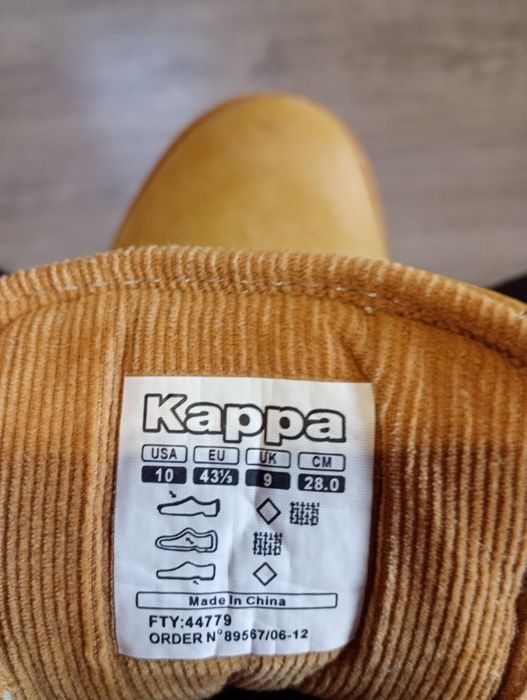 Kappa
USA EU UK CM
10 43⅓ 9 28.0
Made in China
FTY:44779
ORDER N°89567/06-12